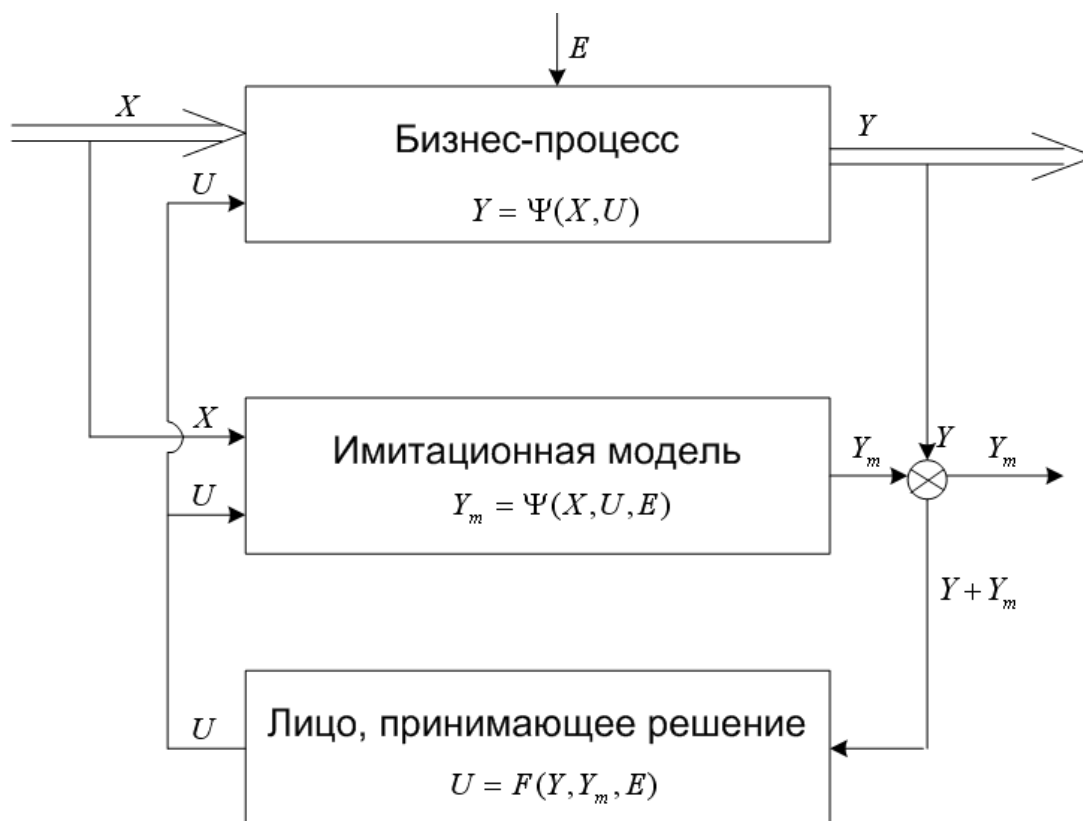 E
X
Бизнес-процесс
Y
U
Y = Ψ(X,U)
X
Имитационная модель
Y_m
Y
Y_m
U
Y_m = Ψ(X,U,E)
Y + Y_m
Лицо, принимающее решение
U
U = F(Y,Y_m,E)